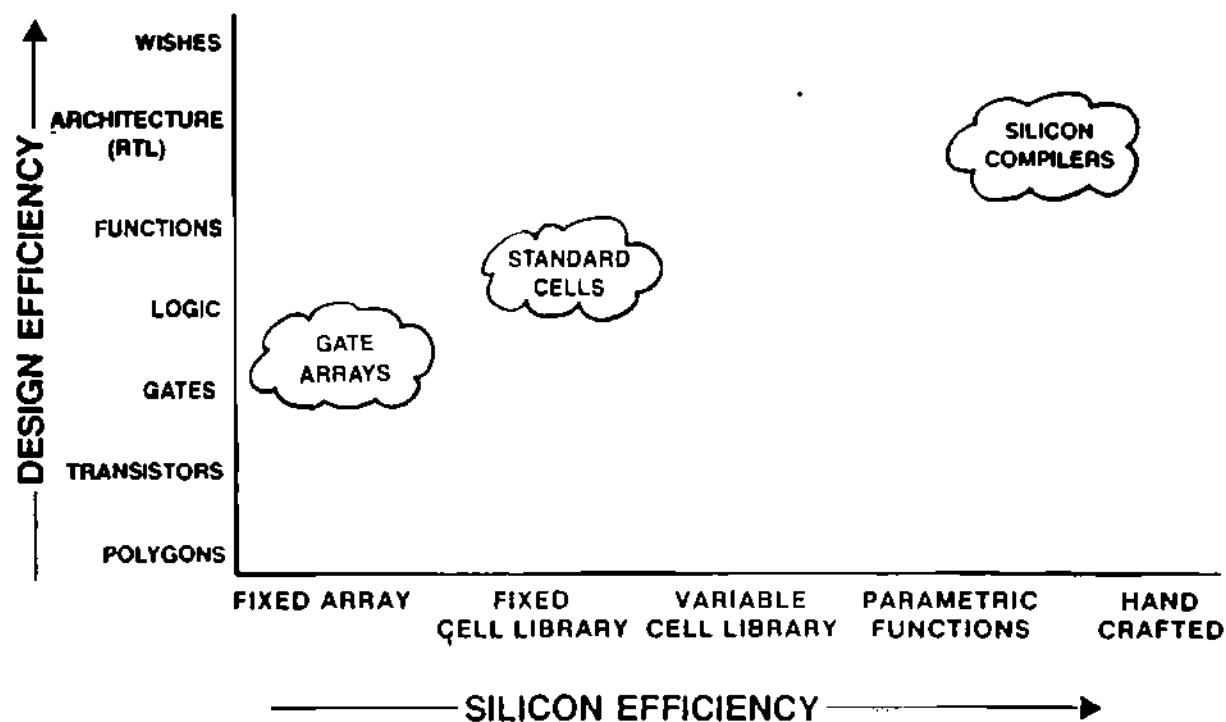 DESIGN EFFICIENCY
WISHES
ARCHITECTURE
(RTL)
FUNCTIONS
LOGIC
GATES
TRANSISTORS
POLYGONS
SILICON
COMPILERS
STANDARD
CELLS
GATE
ARRAYS
FIXED ARRAY
FIXED
CELL LIBRARY
VARIABLE
CELL LIBRARY
PARAMETRIC
FUNCTIONS
HAND
CRAFTED
SILICON EFFICIENCY